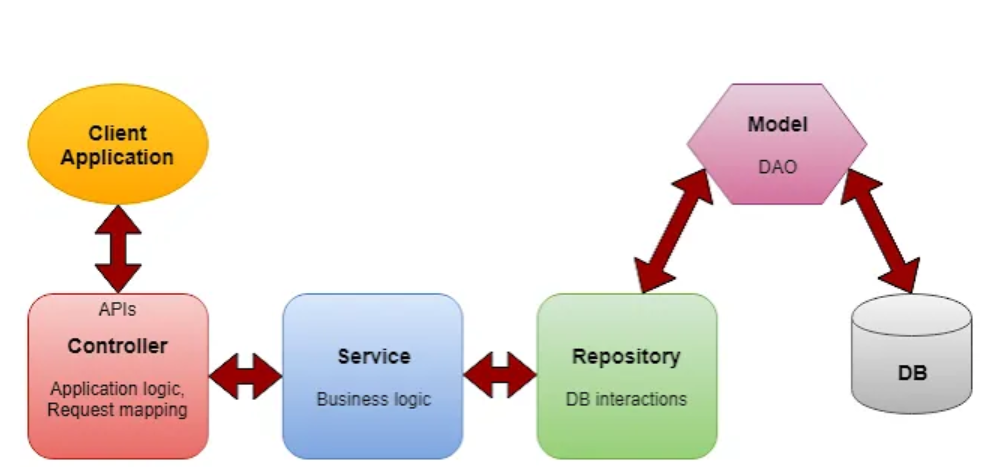 Client
Application
APIs
Controller
Application logic,
Request mapping
Service
Business logic
Repository
DB interactions
Model
DAO
DB